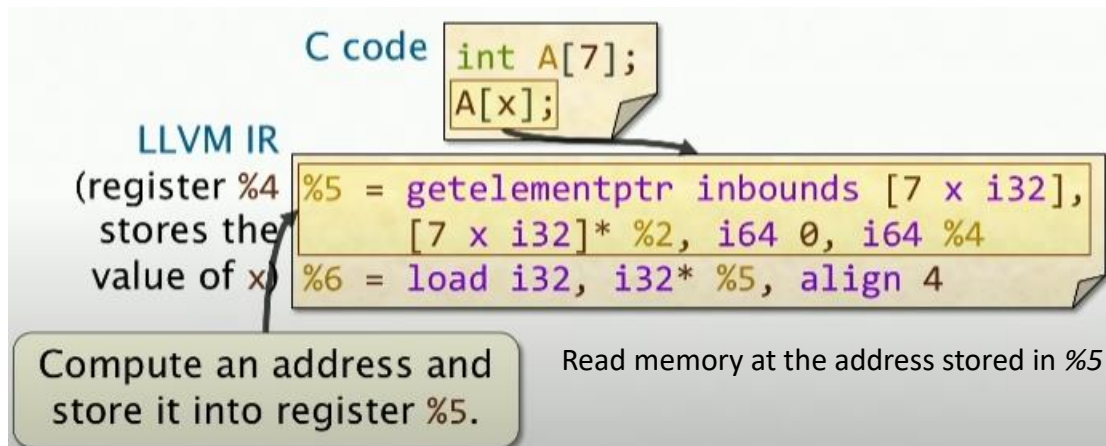 C code
int A[7];
A[x];
LLVM IR
(register %4
stores the
value of x)
%5 = getelementptr inbounds [7 x i32],
[7 x i32]* %2, i64 0, i64 %4
%6 = load i32, i32* %5, align 4
Compute an address and
store it into register %5.
Read memory at the address stored in %5